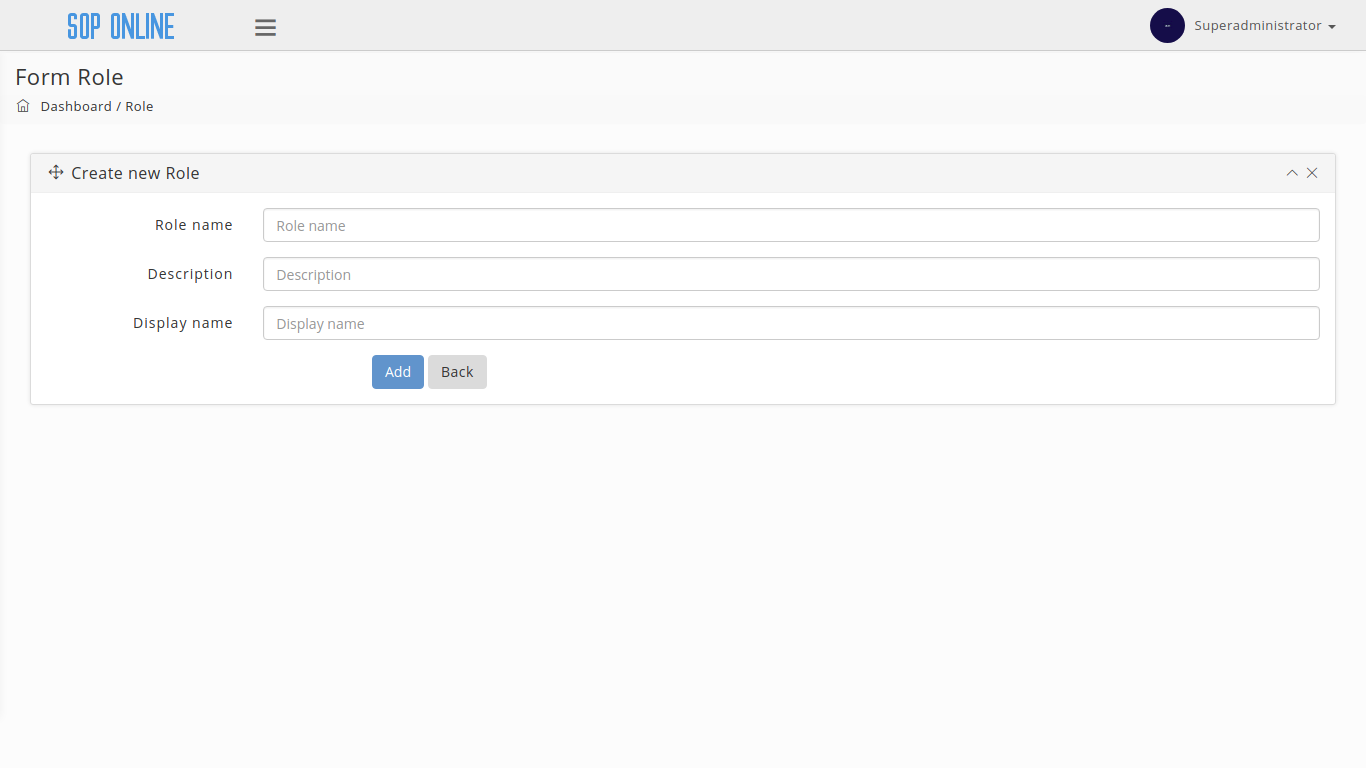 SOP ONLINE
Superadministrator
Form Role
Dashboard / Role
Create new Role
Role name
Role name
Description
Description
Display name
Display name
Add Back